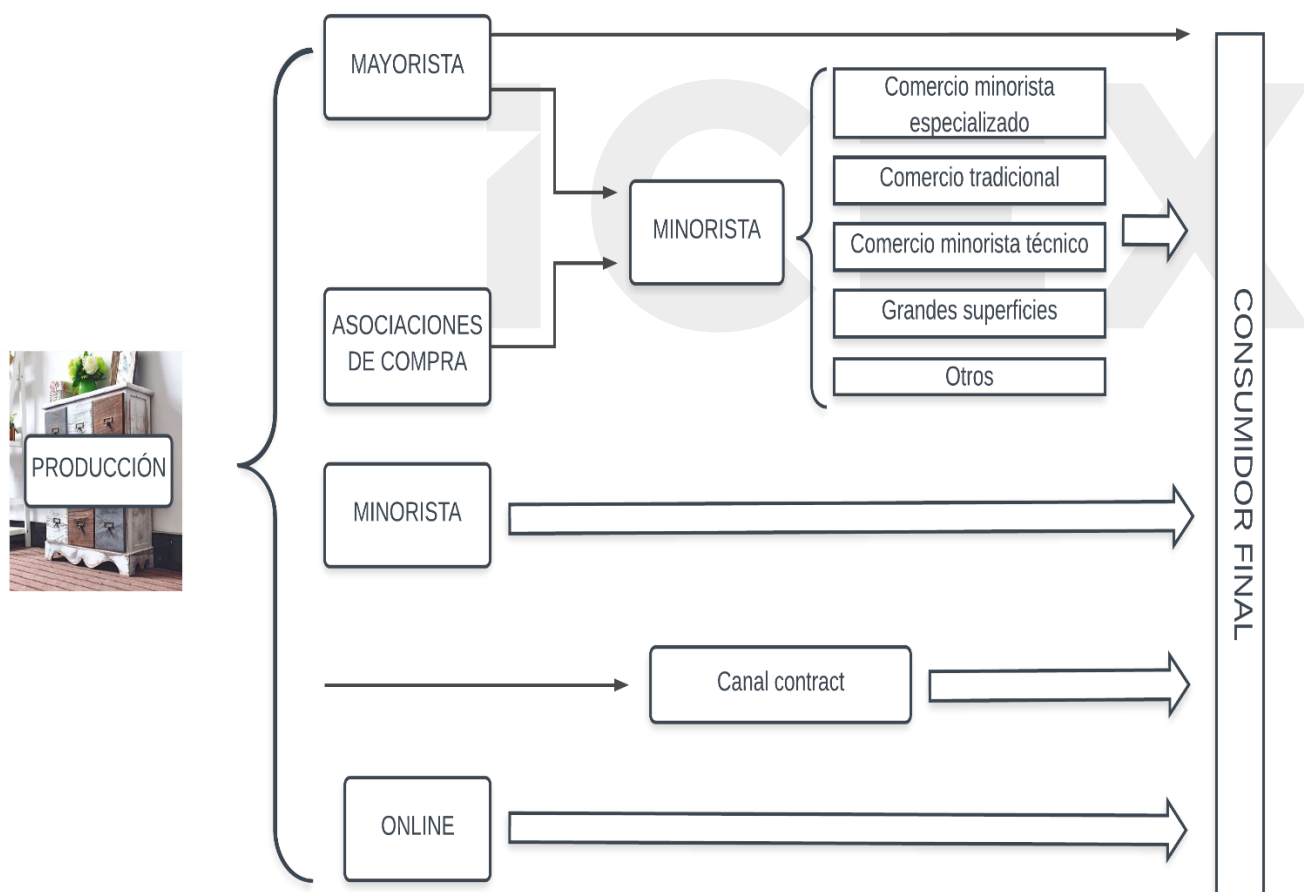 MAYORISTA
Comercio minorista
especializado
Comercio tradicional
MINORISTA
Comercio minorista técnico
Grandes superficies
Otros
ASOCIACIONES
DE COMPRA
PRODUCCIÓN
MINORISTA
Canal contract
ONLINE
CONSUMIDOR FINAL
iCEX